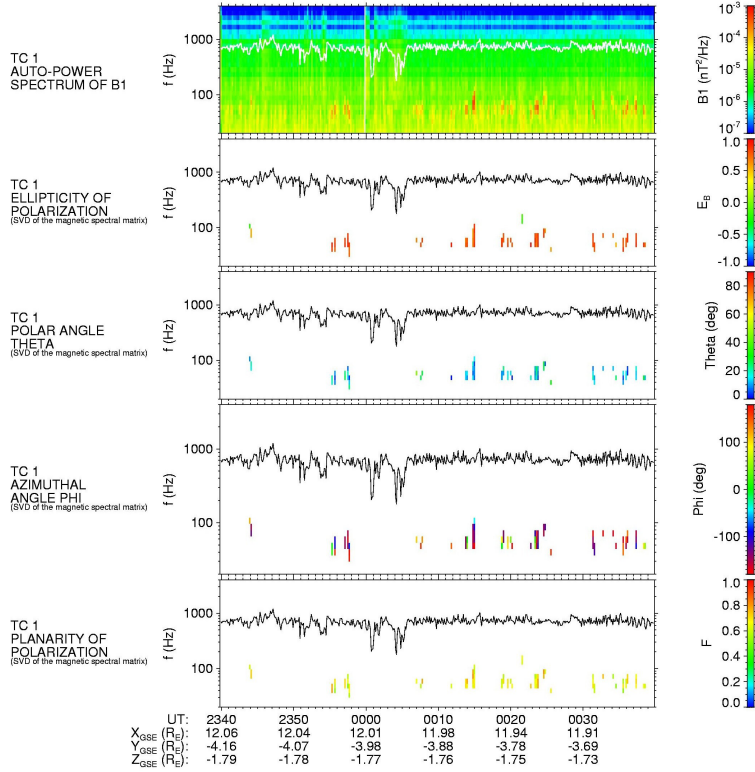 TC 1
AUTO-POWER
SPECTRUM OF B1
f (Hz)
1000
100
B1 (nT²/Hz)
10⁻³
10⁻⁴
10⁻⁵
10⁻⁶
10⁻⁷
TC 1
ELLIPTICITY OF
POLARIZATION
(SVD of the magnetic spectral matrix)
f (Hz)
1000
100
E_B
1.0
0.5
0.0
-0.5
-1.0
TC 1
POLAR ANGLE
THETA
(SVD of the magnetic spectral matrix)
f (Hz)
1000
100
Theta (deg)
80
60
40
20
0
TC 1
AZIMUTHAL
ANGLE PHI
(SVD of the magnetic spectral matrix)
f (Hz)
1000
100
Phi (deg)
100
0
-100
TC 1
PLANARITY OF
POLARIZATION
(SVD of the magnetic spectral matrix)
f (Hz)
1000
100
F
1.0
0.8
0.6
0.4
0.2
0.0
UT: 2340 2350 0000 0010 0020 0030
X_GSE (R_E): 12.06 12.04 12.01 11.98 11.94 11.91
Y_GSE (R_E): -4.16 -4.07 -3.98 -3.88 -3.78 -3.69
Z_GSE (R_E): -1.79 -1.78 -1.77 -1.76 -1.75 -1.73